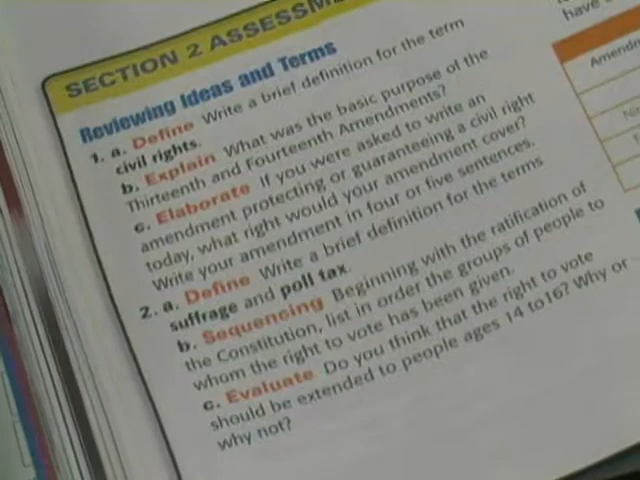 SECTION 2 ASSESSM
have
Reviewing Ideas and Terms
1. a. Define Write a brief definition for the term
civil rights.
b. Explain What was the basic purpose of the
Thirteenth and Fourteenth Amendments?
c. Elaborate If you were asked to write an
amendment protecting or guaranteeing a civil right
today, what right would your amendment cover?
Write your amendment in four or five sentences.
2. a. Define Write a brief definition for the terms
suffrage and poll tax.
b. Sequencing Beginning with the ratification of
the Constitution, list in order the groups of people to
whom the right to vote has been given.
c. Evaluate Do you think that the right to vote
should be extended to people ages 14 to16? Why or
why not?
Amendm